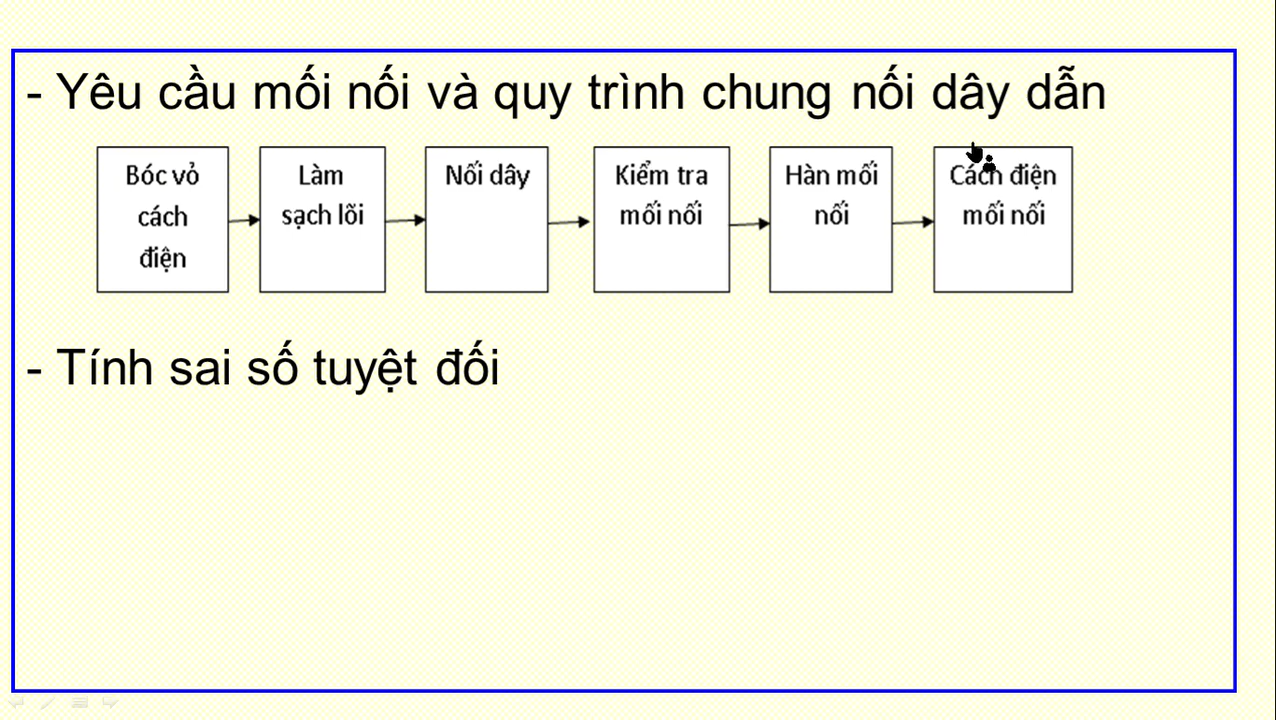 - Yêu cầu mối nối và quy trình chung nối dây dẫn
Bóc vỏ
cách
điện
Làm
sạch lõi
Nối dây
Kiểm tra
mối nối
Hàn mối
nối
Cách điện
mối nối
- Tính sai số tuyệt đối